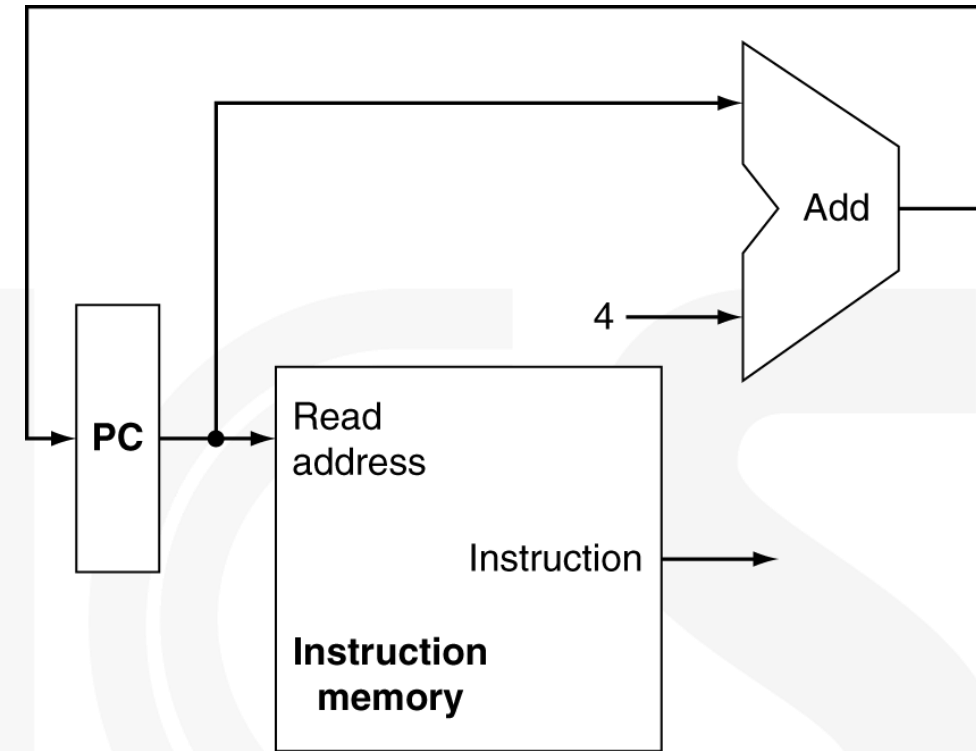 Add
4
PC
Read
address
Instruction
Instruction
memory